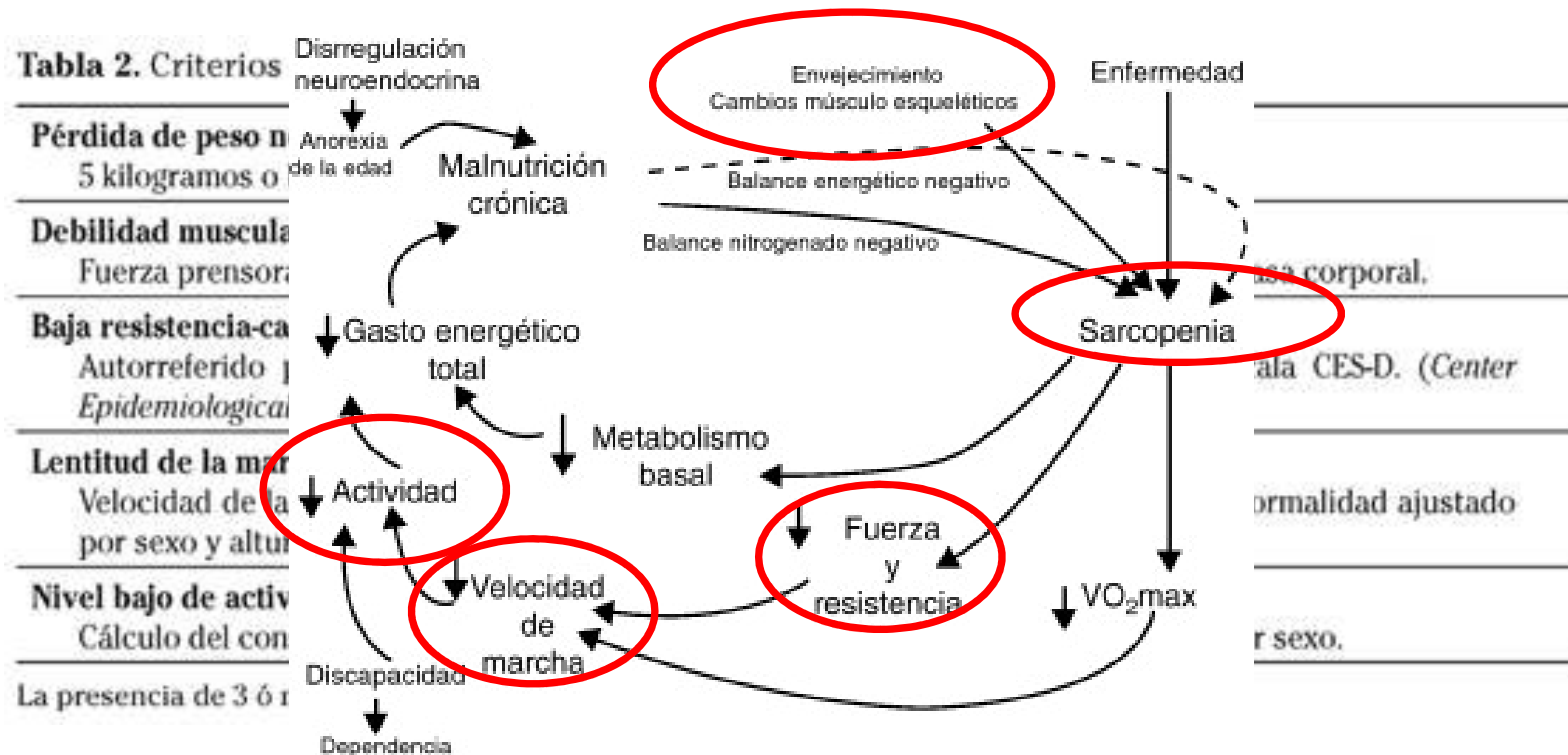 Tabla 2. Criterios
Pérdida de peso n
5 kilogramos o
Debilidad muscula
Fuerza prensora
asa corporal.
Baja resistencia-ca
Autorreferido p
ala CES-D. (Center
Epidemiological
Lentitud de la mar
Velocidad de la
ormalidad ajustado
por sexo y altur
Nivel bajo de activ
Cálculo del con
r sexo.
La presencia de 3 ó
Disrregulación
neuroendocrina
Anorexia
de la edad
Malnutrición
crónica
Envejecimiento
Cambios músculo esqueléticos
Enfermedad
Balance energético negativo
Balance nitrogenado negativo
Sarcopenia
Gasto energético
total
Metabolismo
basal
Actividad
Fuerza
y
resistencia
Velocidad
de
marcha
VO₂max
Discapacidad
Dependencia